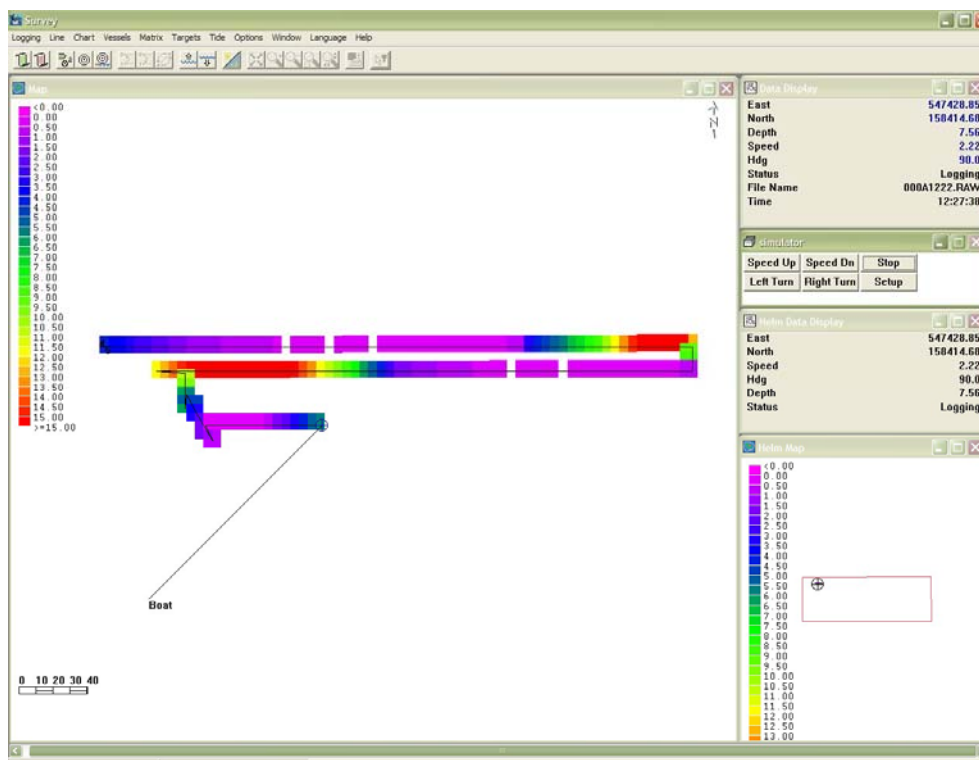 Survey
Logging Line Chart Vessels Matrix Targets Tide Options Window Language Help
Map
<0.00
0.00
0.50
1.00
1.50
2.00
2.50
3.00
3.50
4.00
4.50
5.00
5.50
6.00
6.50
7.00
7.50
8.00
8.50
9.00
9.50
10.00
10.50
11.00
11.50
12.00
12.50
13.00
13.50
14.00
14.50
15.00
>=15.00
N
Boat
0 10 20 30 40
Data Display
East 547428.85
North 158414.68
Depth 7.56
Speed 2.22
Hdg 90.0
Status Logging
File Name 000A1222.RAW
Time 12:27:38
simulator
Speed Up Speed Dn Stop
Left Turn Right Turn Setup
Helm Data Display
East 547428.85
North 158414.68
Speed 2.22
Hdg 90.0
Depth 7.56
Status Logging
Helm Map
<0.00
0.00
0.50
1.00
1.50
2.00
2.50
3.00
3.50
4.00
4.50
5.00
5.50
6.00
6.50
7.00
7.50
8.00
8.50
9.00
9.50
10.00
10.50
11.00
11.50
12.00
12.50
13.00